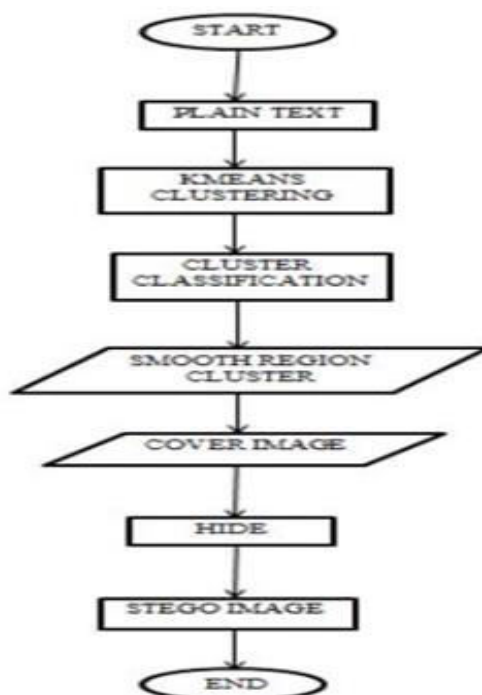 START
PLAIN TEXT
KMEANS
CLUSTERING
CLUSTER
CLASSIFICATION
SMOOTH REGION
CLUSTER
COVER IMAGE
HIDE
STEGO IMAGE
END